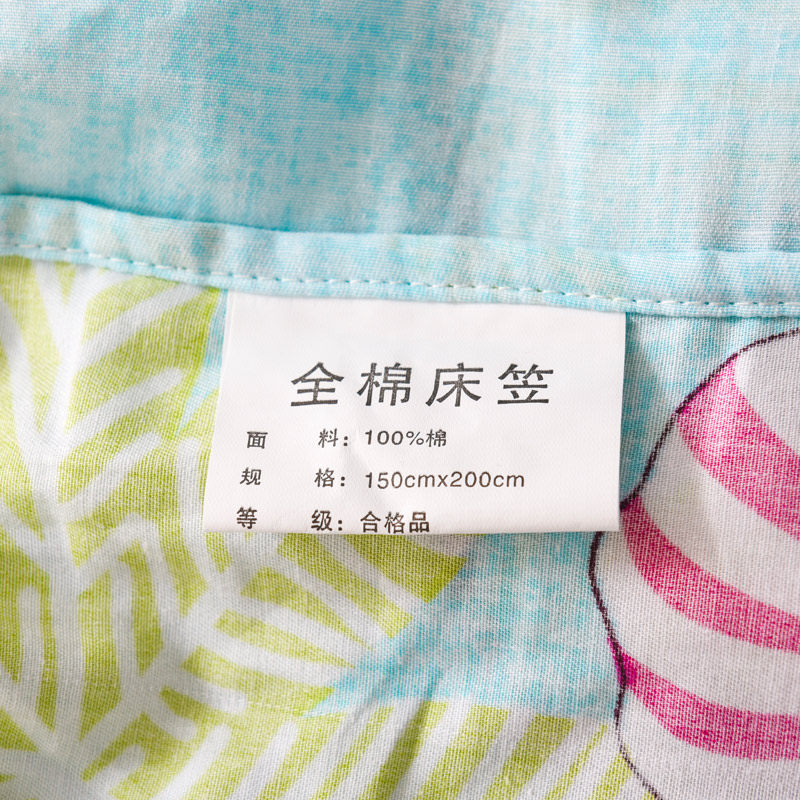 全棉床笠
面 料：100%棉
规 格：150cmx200cm
等 级：合格品